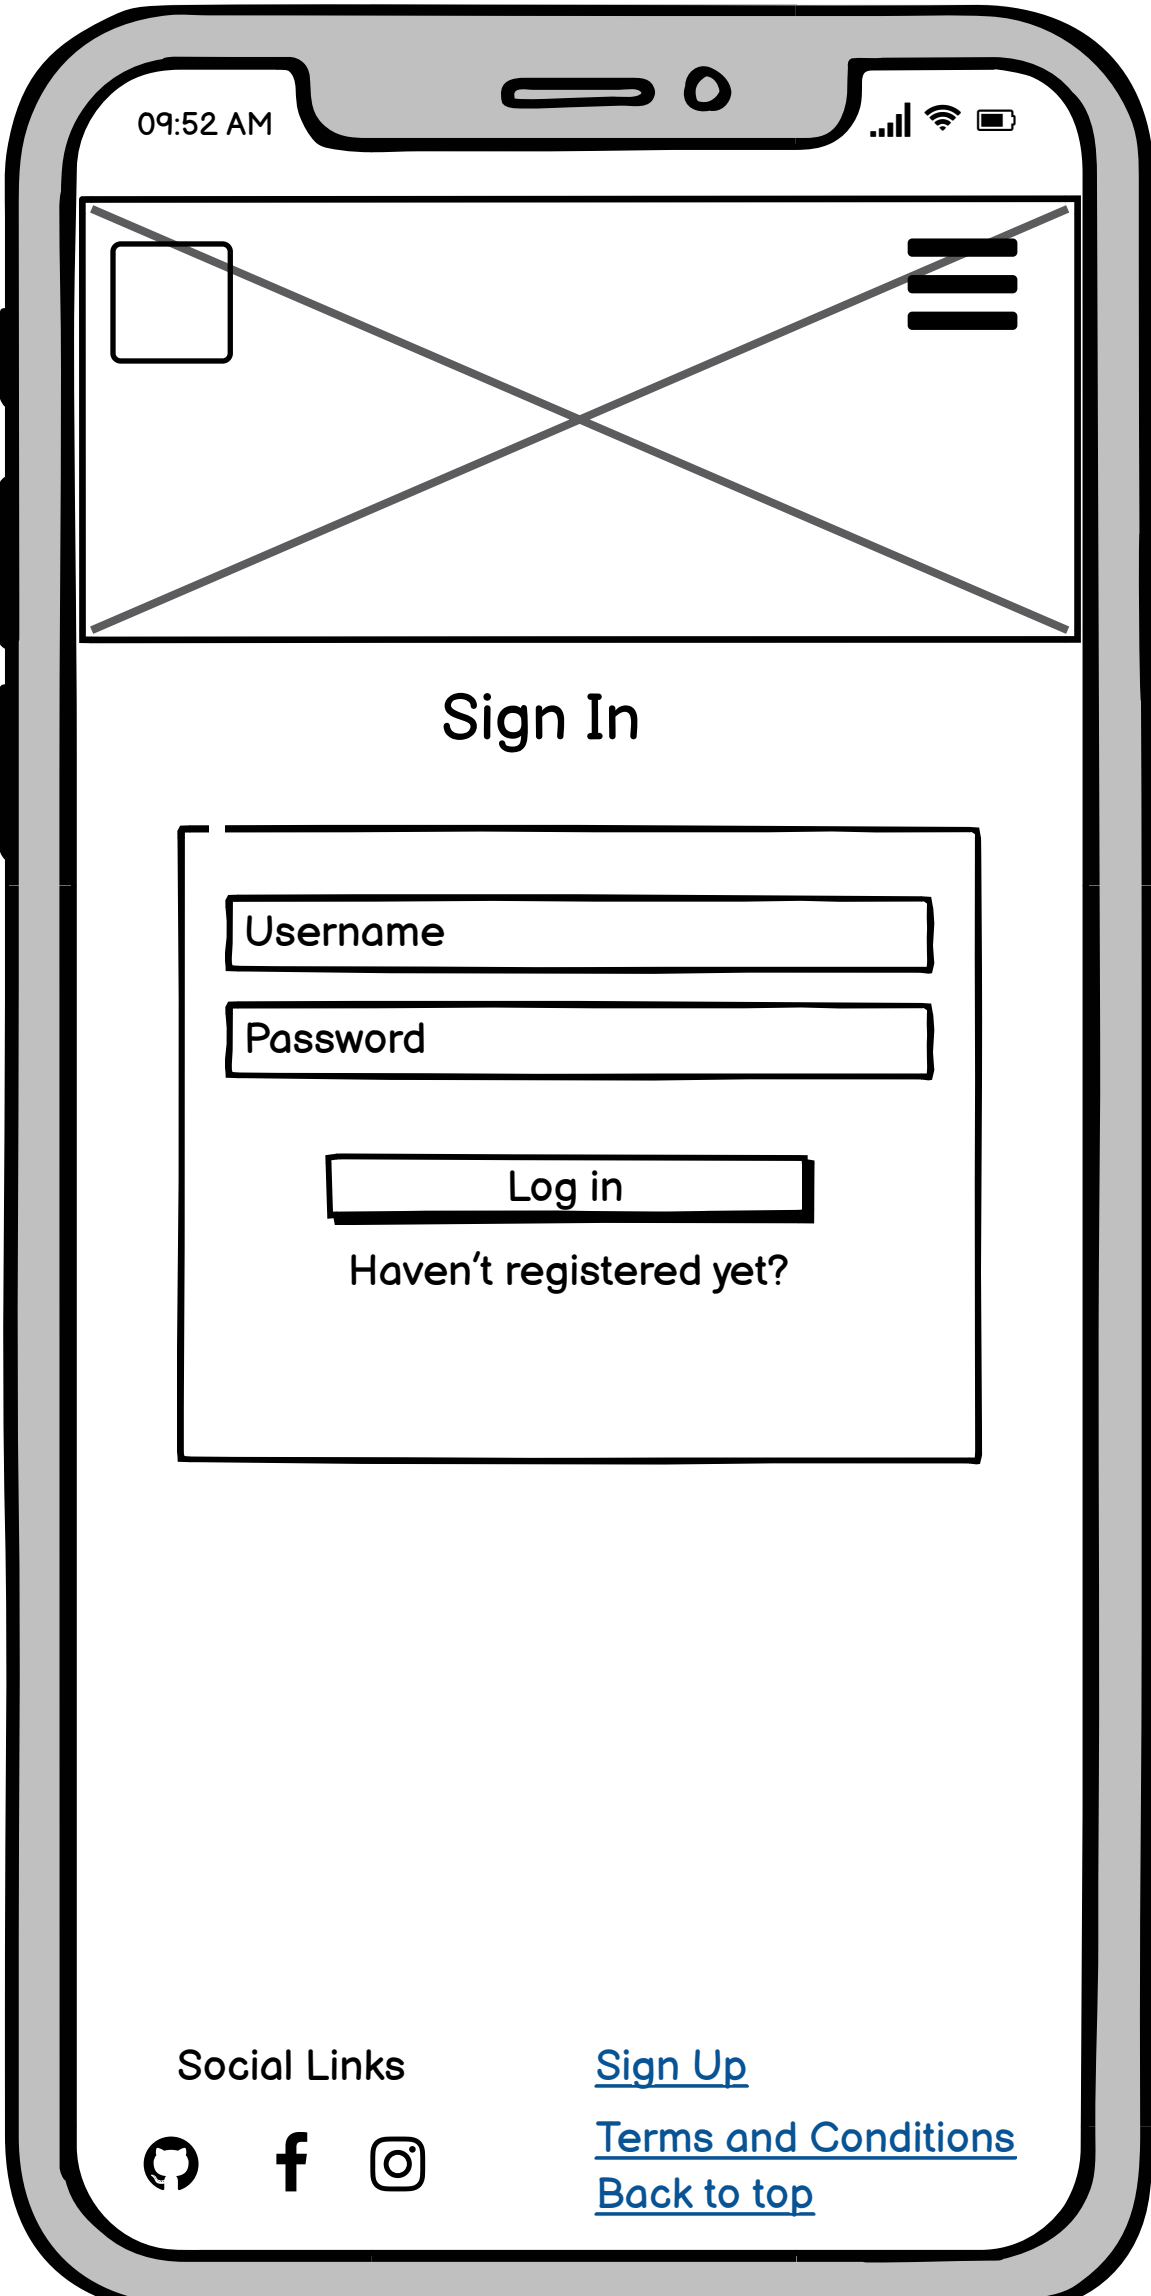 09:52 AM
Sign In
Username
Password
Log in
Haven't registered yet?
Social Links
Sign Up
Terms and Conditions
Back to top